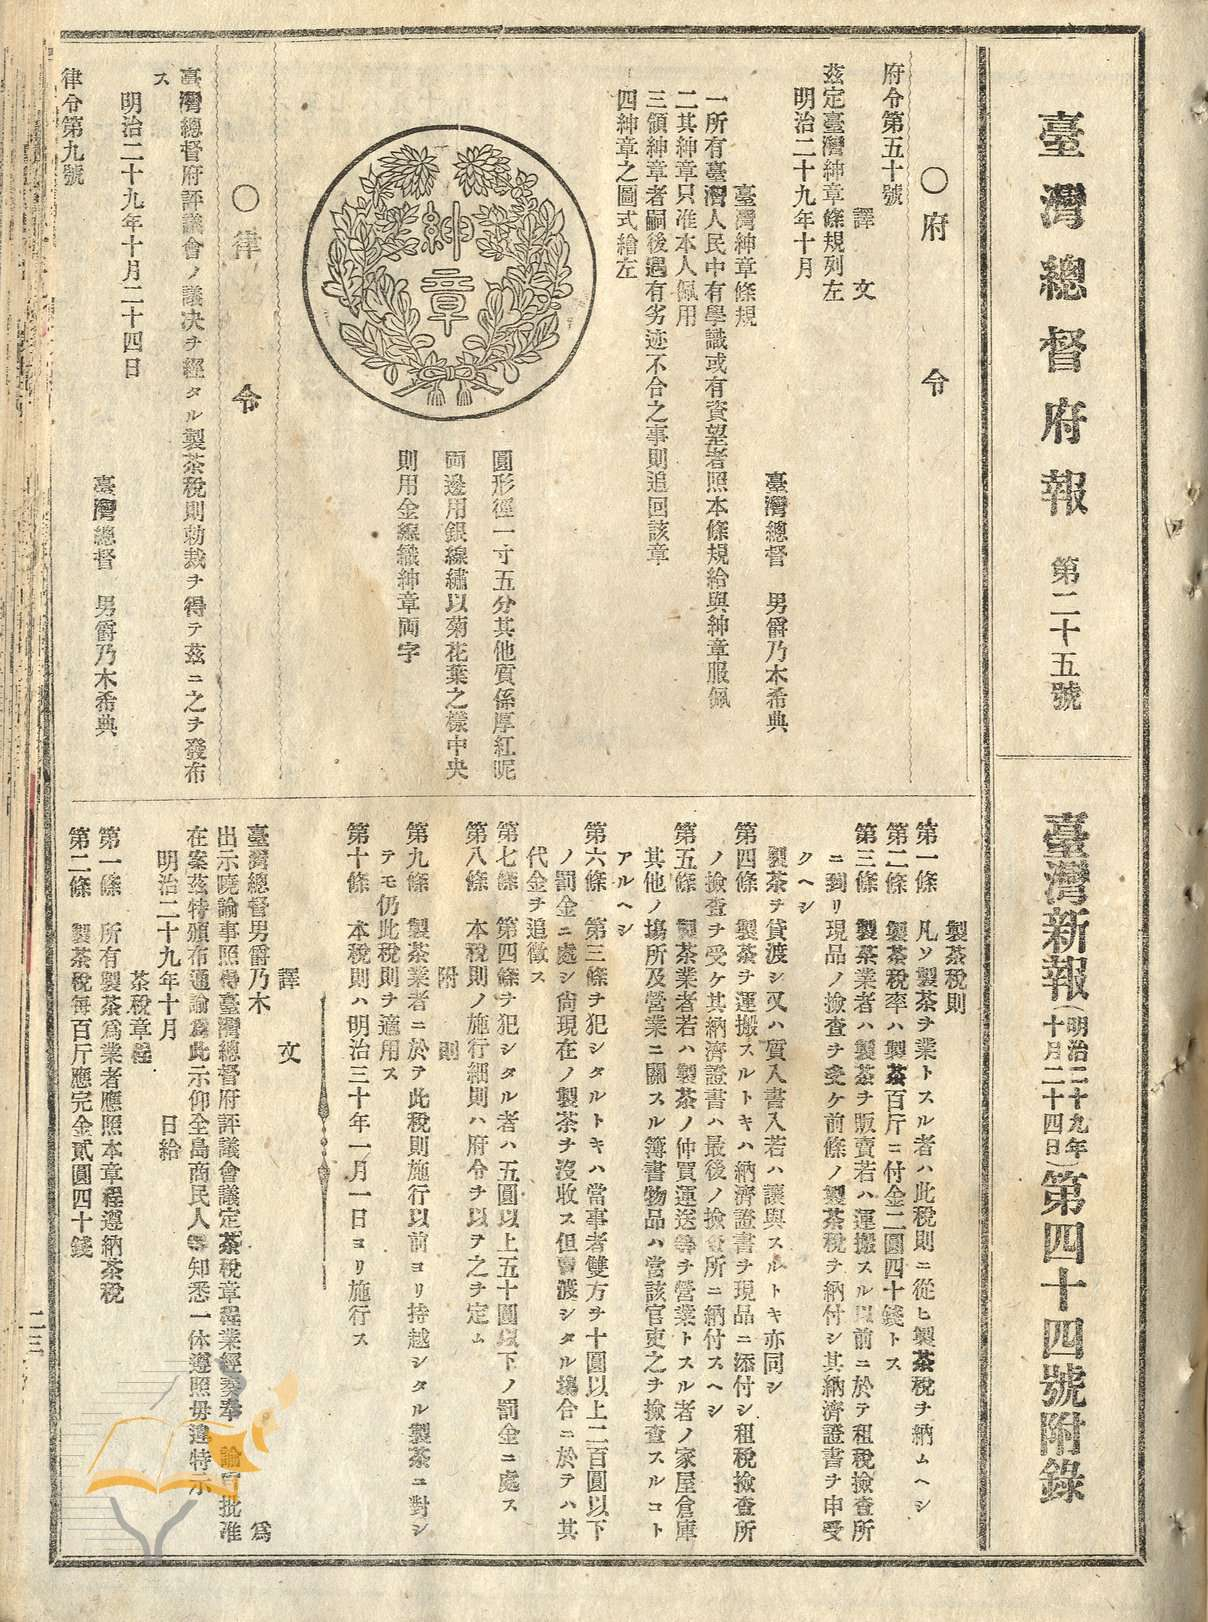 臺灣總督府報　第二十五號
臺灣新報（明治二十九年十月二十四日）第四十四號附錄
〇府　令
府令第五十號
譯　文
茲定臺灣紳章條規列左
明治二十九年十月
臺灣總督　男爵乃木希典
臺灣紳章條規
一所有臺灣人民中有學識或有資望者照本條規給與紳章服佩
二其紳章只准本人佩用
三領紳章者嗣後遇有劣迹不合之事則追回該章
四紳章之圖式繪左
紳章
圓形徑一寸五分其他質係厚紅呢
両邊用銀線繡以菊花葉之樣中央
則用金線織紳章両字
〇律　令
臺灣總督府評議會ノ議決ヲ經タル製茶稅則勅裁ヲ得テ茲ニ之ヲ發布
ス
明治二十九年十月二十四日
臺灣總督　男爵乃木希典
律令第九號
製茶稅則
第一條　凡ソ製茶ヲ業トスル者ハ此稅則ニ從ヒ製茶稅ヲ納ムヘシ
第二條　製茶稅率ハ製茶百斤ニ付金二圓四十錢トス
第三條　製茶業者ハ製茶ヲ販賣若ハ運搬スル以前ニ於テ租稅撿查所
ニ到リ現品ノ撿查ヲ受ケ前條ノ製茶稅ヲ納付シ其納濟證書ヲ申受
クヘシ
製茶ヲ貸渡シ又ハ質入書入若ハ讓與スルトキ亦同シ
第四條　製茶ヲ運搬スルトキハ納濟證書ヲ現品ニ添付シ租稅撿查所
ノ撿查ヲ受ケ其納濟證書ハ最後ノ撿查所ニ納付スヘシ
第五條　製茶業者若ハ製茶ノ仲買運送等ヲ營業トスル者ノ家屋倉庫
其他ノ場所及營業ニ關スル簿書物品ハ當該官吏之ヲ撿查スルコト
アルヘシ
第六條　第三條ヲ犯シタルトキハ當事者雙方ヲ十圓以上二百圓以下
ノ罰金ニ處シ尙現在ノ製茶ヲ沒收ス但賣渡シタル塲合ニ於テハ其
代金ヲ追徵ス
第七條　第四條ヲ犯シタル者ハ五圓以上五十圓以下ノ罰金ニ處ス
第八條　本稅則ノ施行細則ハ府令ヲ以テ之ヲ定ム
附　則
第九條　製茶業者ニ於テ此稅則施行以前ヨリ持越シタル製茶ニ對シ
テモ仍此稅則ヲ適用ス
第十條　本稅則ハ明治三十年一月一日ヨリ施行ス
譯　文
臺灣總督男爵乃木　爲
出示曉諭事照得臺灣總督府評議會議定茶稅章程業經奏奉　諭旨批准
在案茲特頒布通諭爲此示仰全島商民人等知悉一体遵照毋違特示
明治二十九年十月　日給
茶稅章程
第一條　所有製茶爲業者應照本章程遵納茶稅
第二條　製茶稅每百斤應完金貳圓四十錢
二三